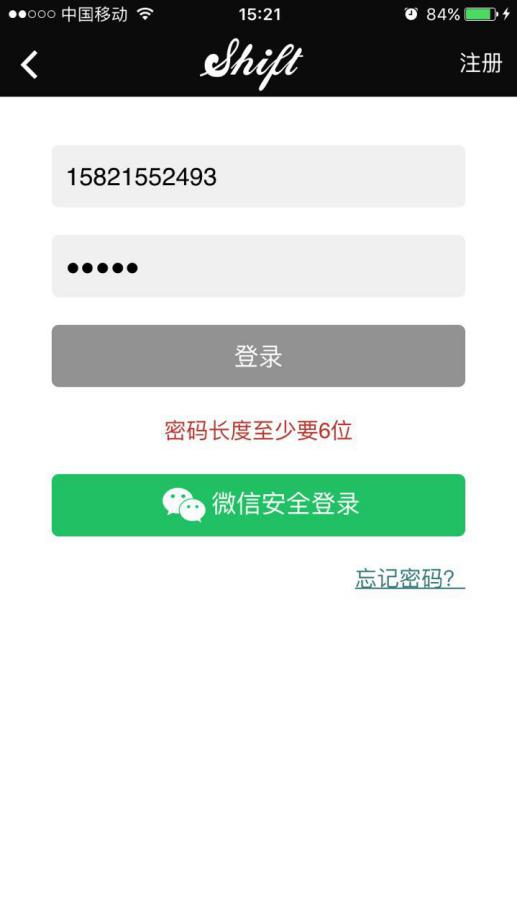 中国移动 15:21 84%
Shift 注册
15821552493
•••••
登录
密码长度至少要6位
微信安全登录
忘记密码？